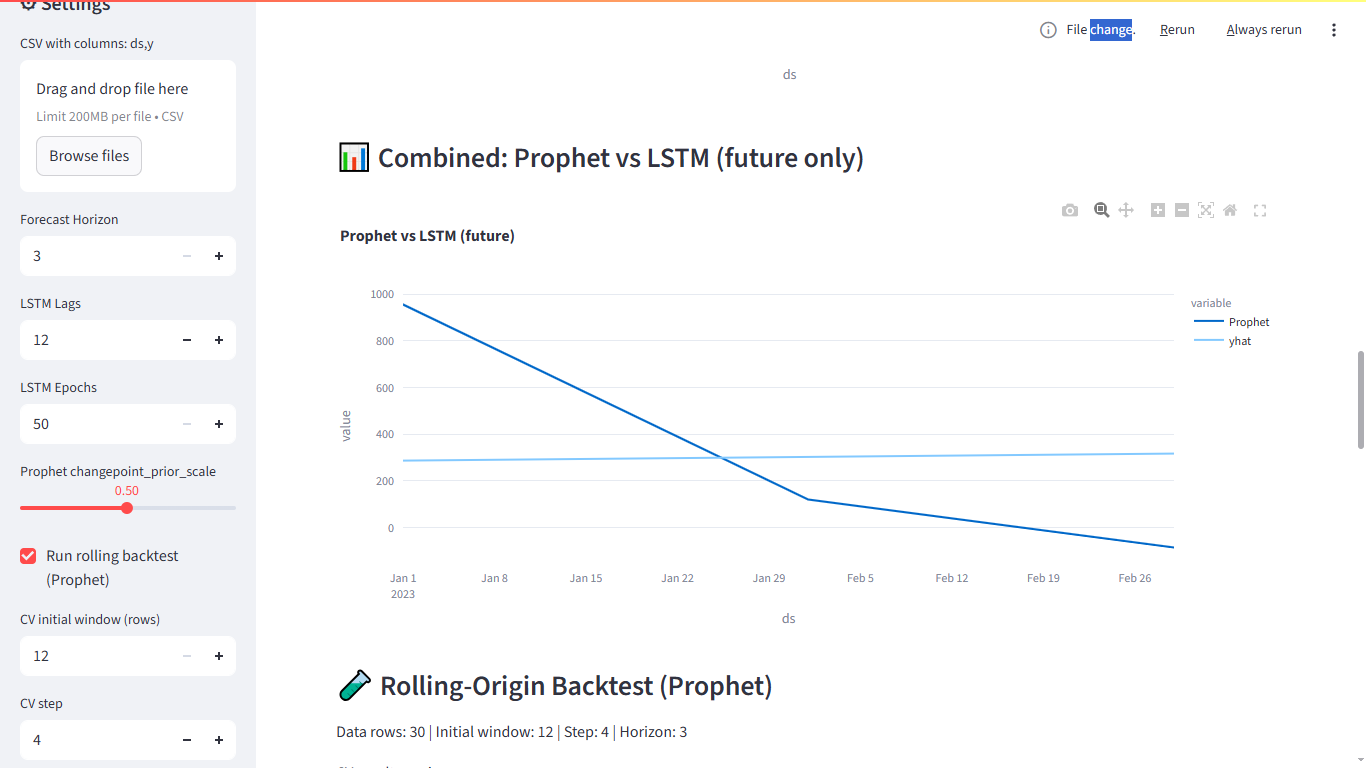 Settings
CSV with columns: ds,y
Drag and drop file here
Limit 200MB per file • CSV
Browse files
Forecast Horizon
3
LSTM Lags
12
LSTM Epochs
50
Prophet changepoint_prior_scale
0.50
Run rolling backtest
(Prophet)
CV initial window (rows)
12
CV step
4
File change. Rerun Always rerun
ds
Combined: Prophet vs LSTM (future only)
Prophet vs LSTM (future)
1000
800
600
400
200
0
value
variable
Prophet
yhat
Jan 1 Jan 8 Jan 15 Jan 22 Jan 29 Feb 5 Feb 12 Feb 19 Feb 26
2023
ds
Rolling-Origin Backtest (Prophet)
Data rows: 30 | Initial window: 12 | Step: 4 | Horizon: 3